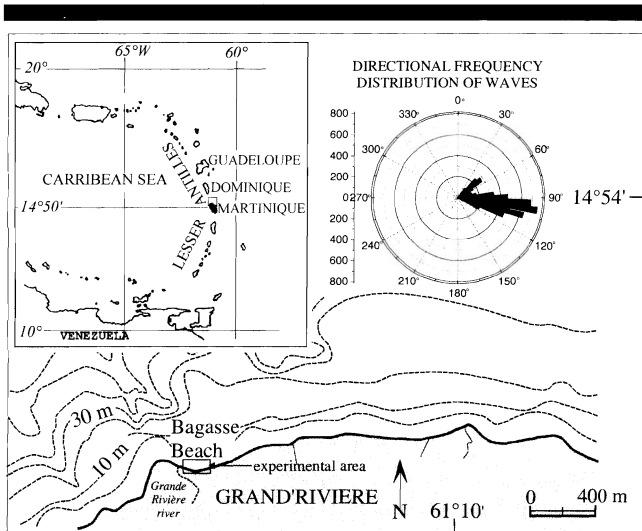 65°W
60°
20°
GUADELOUPE
CARRIBEAN SEA
DOMINIQUE
14°50'
MARTINIQUE
LESSER ANTILLES
10°
VENEZUELA
DIRECTIONAL FREQUENCY
DISTRIBUTION OF WAVES
0°
800
330°
30°
600
300°
60°
400
200
0
270°
90°
14°54'
200
400
240°
120°
600
210°
150°
800
180°
30 m
10 m
Bagasse
Beach
experimental area
Grande
Rivière
river
GRAND'RIVIERE
N
61°10'
0
400 m